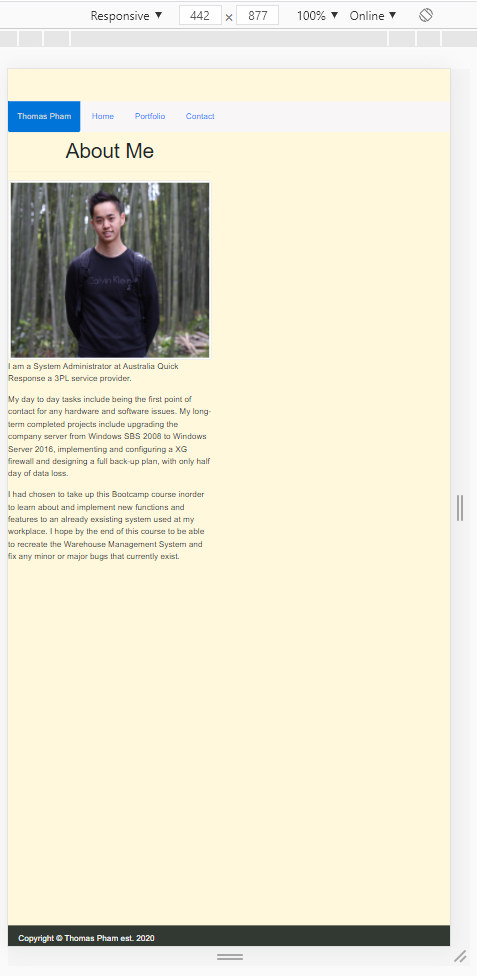 Responsive ▼ 442 × 877 100% ▼ Online ▼
Thomas Pham Home Portfolio Contact
About Me
Calvin Klein
I am a System Administrator at Australia Quick
Response a 3PL service provider.
My day to day tasks include being the first point of
contact for any hardware and software issues. My long-
term completed projects include upgrading the
company server from Windows SBS 2008 to Windows
Server 2016, implementing and configuring a XG
firewall and designing a full back-up plan, with only half
day of data loss.
I had chosen to take up this Bootcamp course inorder
to learn about and implement new functions and
features to an already exsisting system used at my
workplace. I hope by the end of this course to be able
to recreate the Warehouse Management System and
fix any minor or major bugs that currently exist.
Copyright © Thomas Pham est. 2020